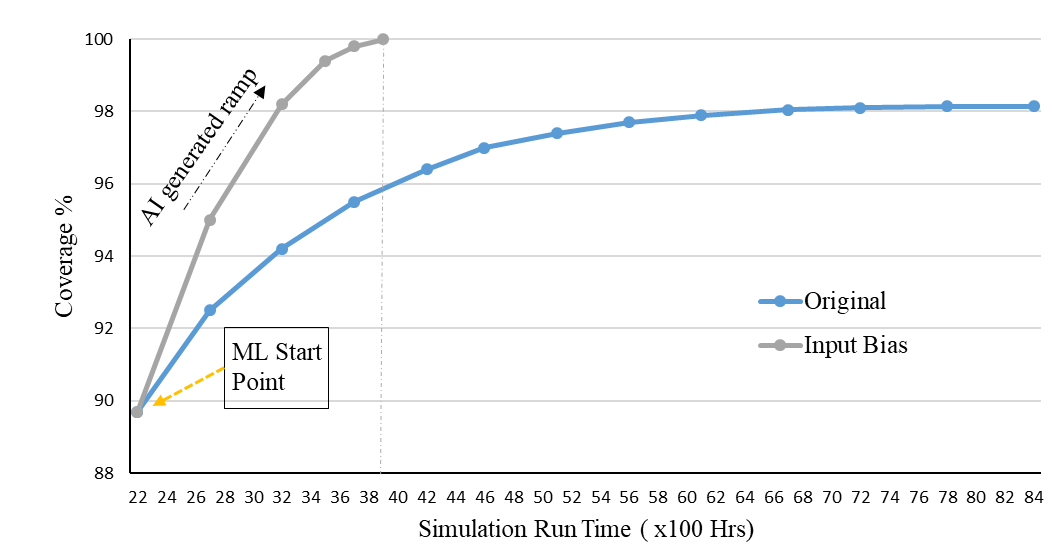 100
98
96
94
92
90
88
Coverage %
AI generated ramp
ML Start
Point
Original
Input Bias
22 24 26 28 30 32 34 36 38 40 42 44 46 48 50 52 54 56 58 60 62 64 66 68 70 72 74 76 78 80 82 84
Simulation Run Time ( x100 Hrs)